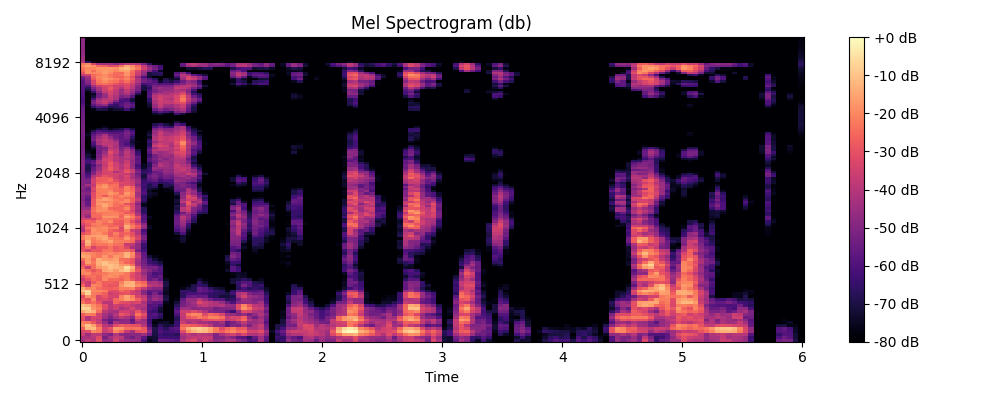 Mel Spectrogram (db)
8192
4096
2048
1024
512
0
Hz
0 1 2 3 4 5 6
Time
+0 dB
-10 dB
-20 dB
-30 dB
-40 dB
-50 dB
-60 dB
-70 dB
-80 dB